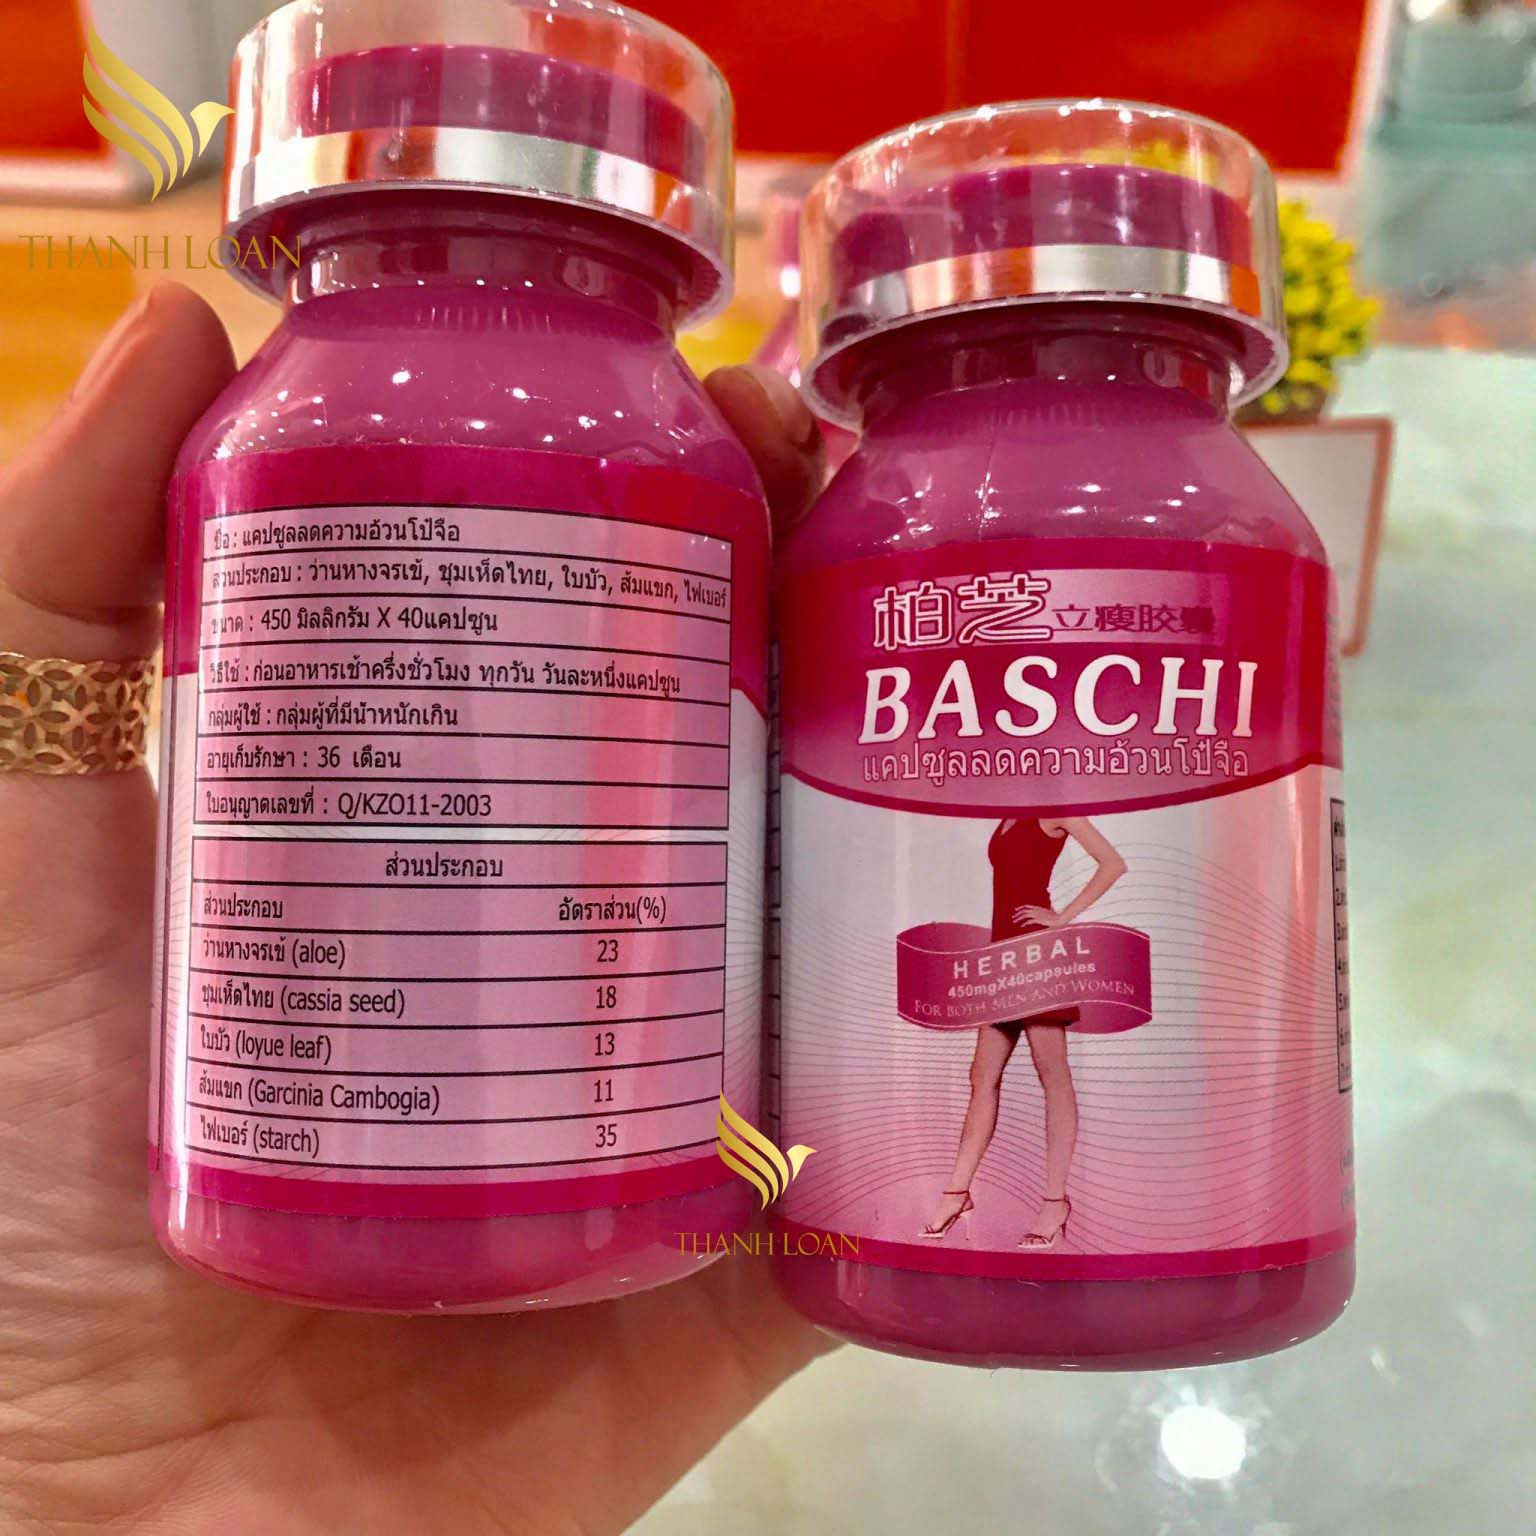 THANH LOAN
ชื่อ : แคปซูลลดความอ้วนโป๋จือ
ส่วนประกอบ : ว่านหางจรเข้, ชุมเห็ดไทย, ใบบัว, ส้มแขก, ไฟเบอร์
ขนาด : 450 มิลลิกรัม X 40แคปซูน
วิธีใช้ : ก่อนอาหารเช้าครึ่งชั่วโมง ทุกวัน วันละหนึ่งแคปซูน
กลุ่มผู้ใช้ : กลุ่มผู้ที่มีน้ำหนักเกิน
อายุเก็บรักษา : 36 เดือน
ใบอนุญาตเลขที่ : Q/KZO11-2003
ส่วนประกอบ
ส่วนประกอบ อัตราส่วน(%)
ว่านหางจรเข้ (aloe) 23
ชุมเห็ดไทย (cassia seed) 18
ใบบัว (loyue leaf) 13
ส้มแขก (Garcinia Cambogia) 11
ไฟเบอร์ (starch) 35
柏芝立瘦胶囊
BASCHI
แคปซูลลดความอ้วนโป๋จือ
HERBAL
450mgX40capsules
FOR BOTH MEN AND WOMEN
THANH LOAN